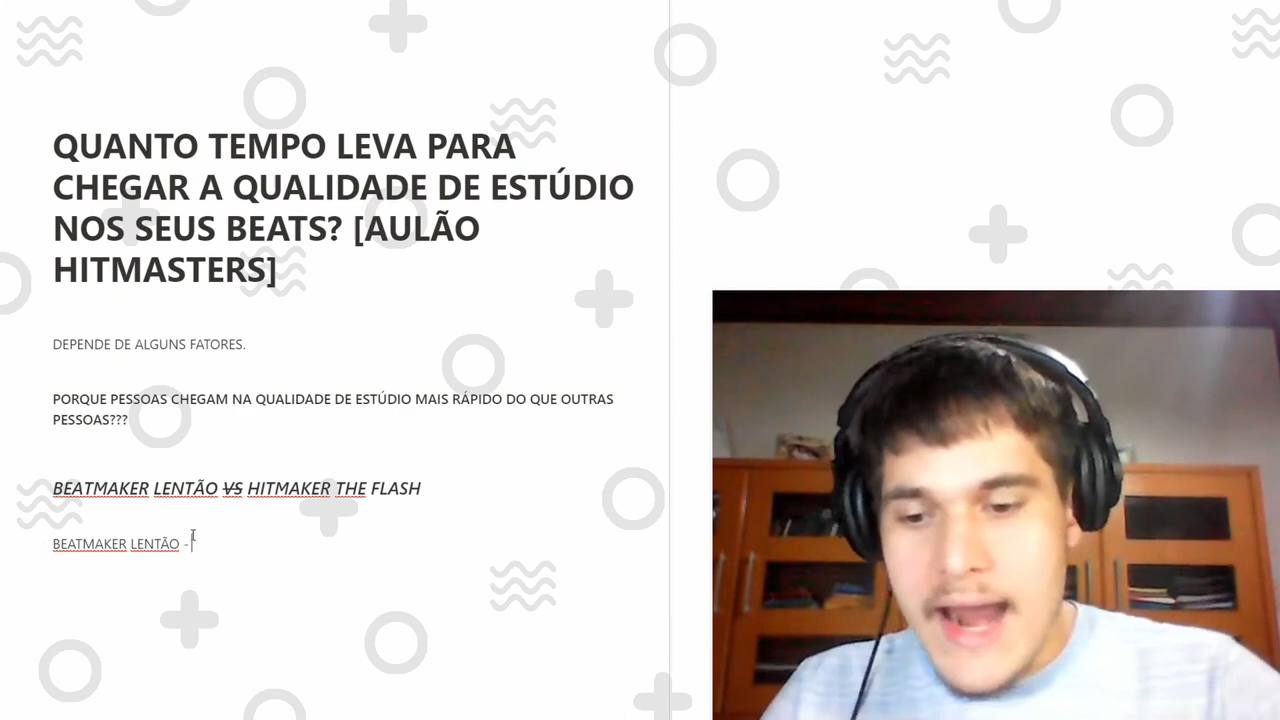 QUANTO TEMPO LEVA PARA
CHEGAR A QUALIDADE DE ESTÚDIO
NOS SEUS BEATS? [AULÃO
HITMASTERS]
DEPENDE DE ALGUNS FATORES.
PORQUE PESSOAS CHEGAM NA QUALIDADE DE ESTÚDIO MAIS RÁPIDO DO QUE OUTRAS
PESSOAS???
BEATMAKER LENTÃO VS HITMAKER THE FLASH
BEATMAKER LENTÃO -